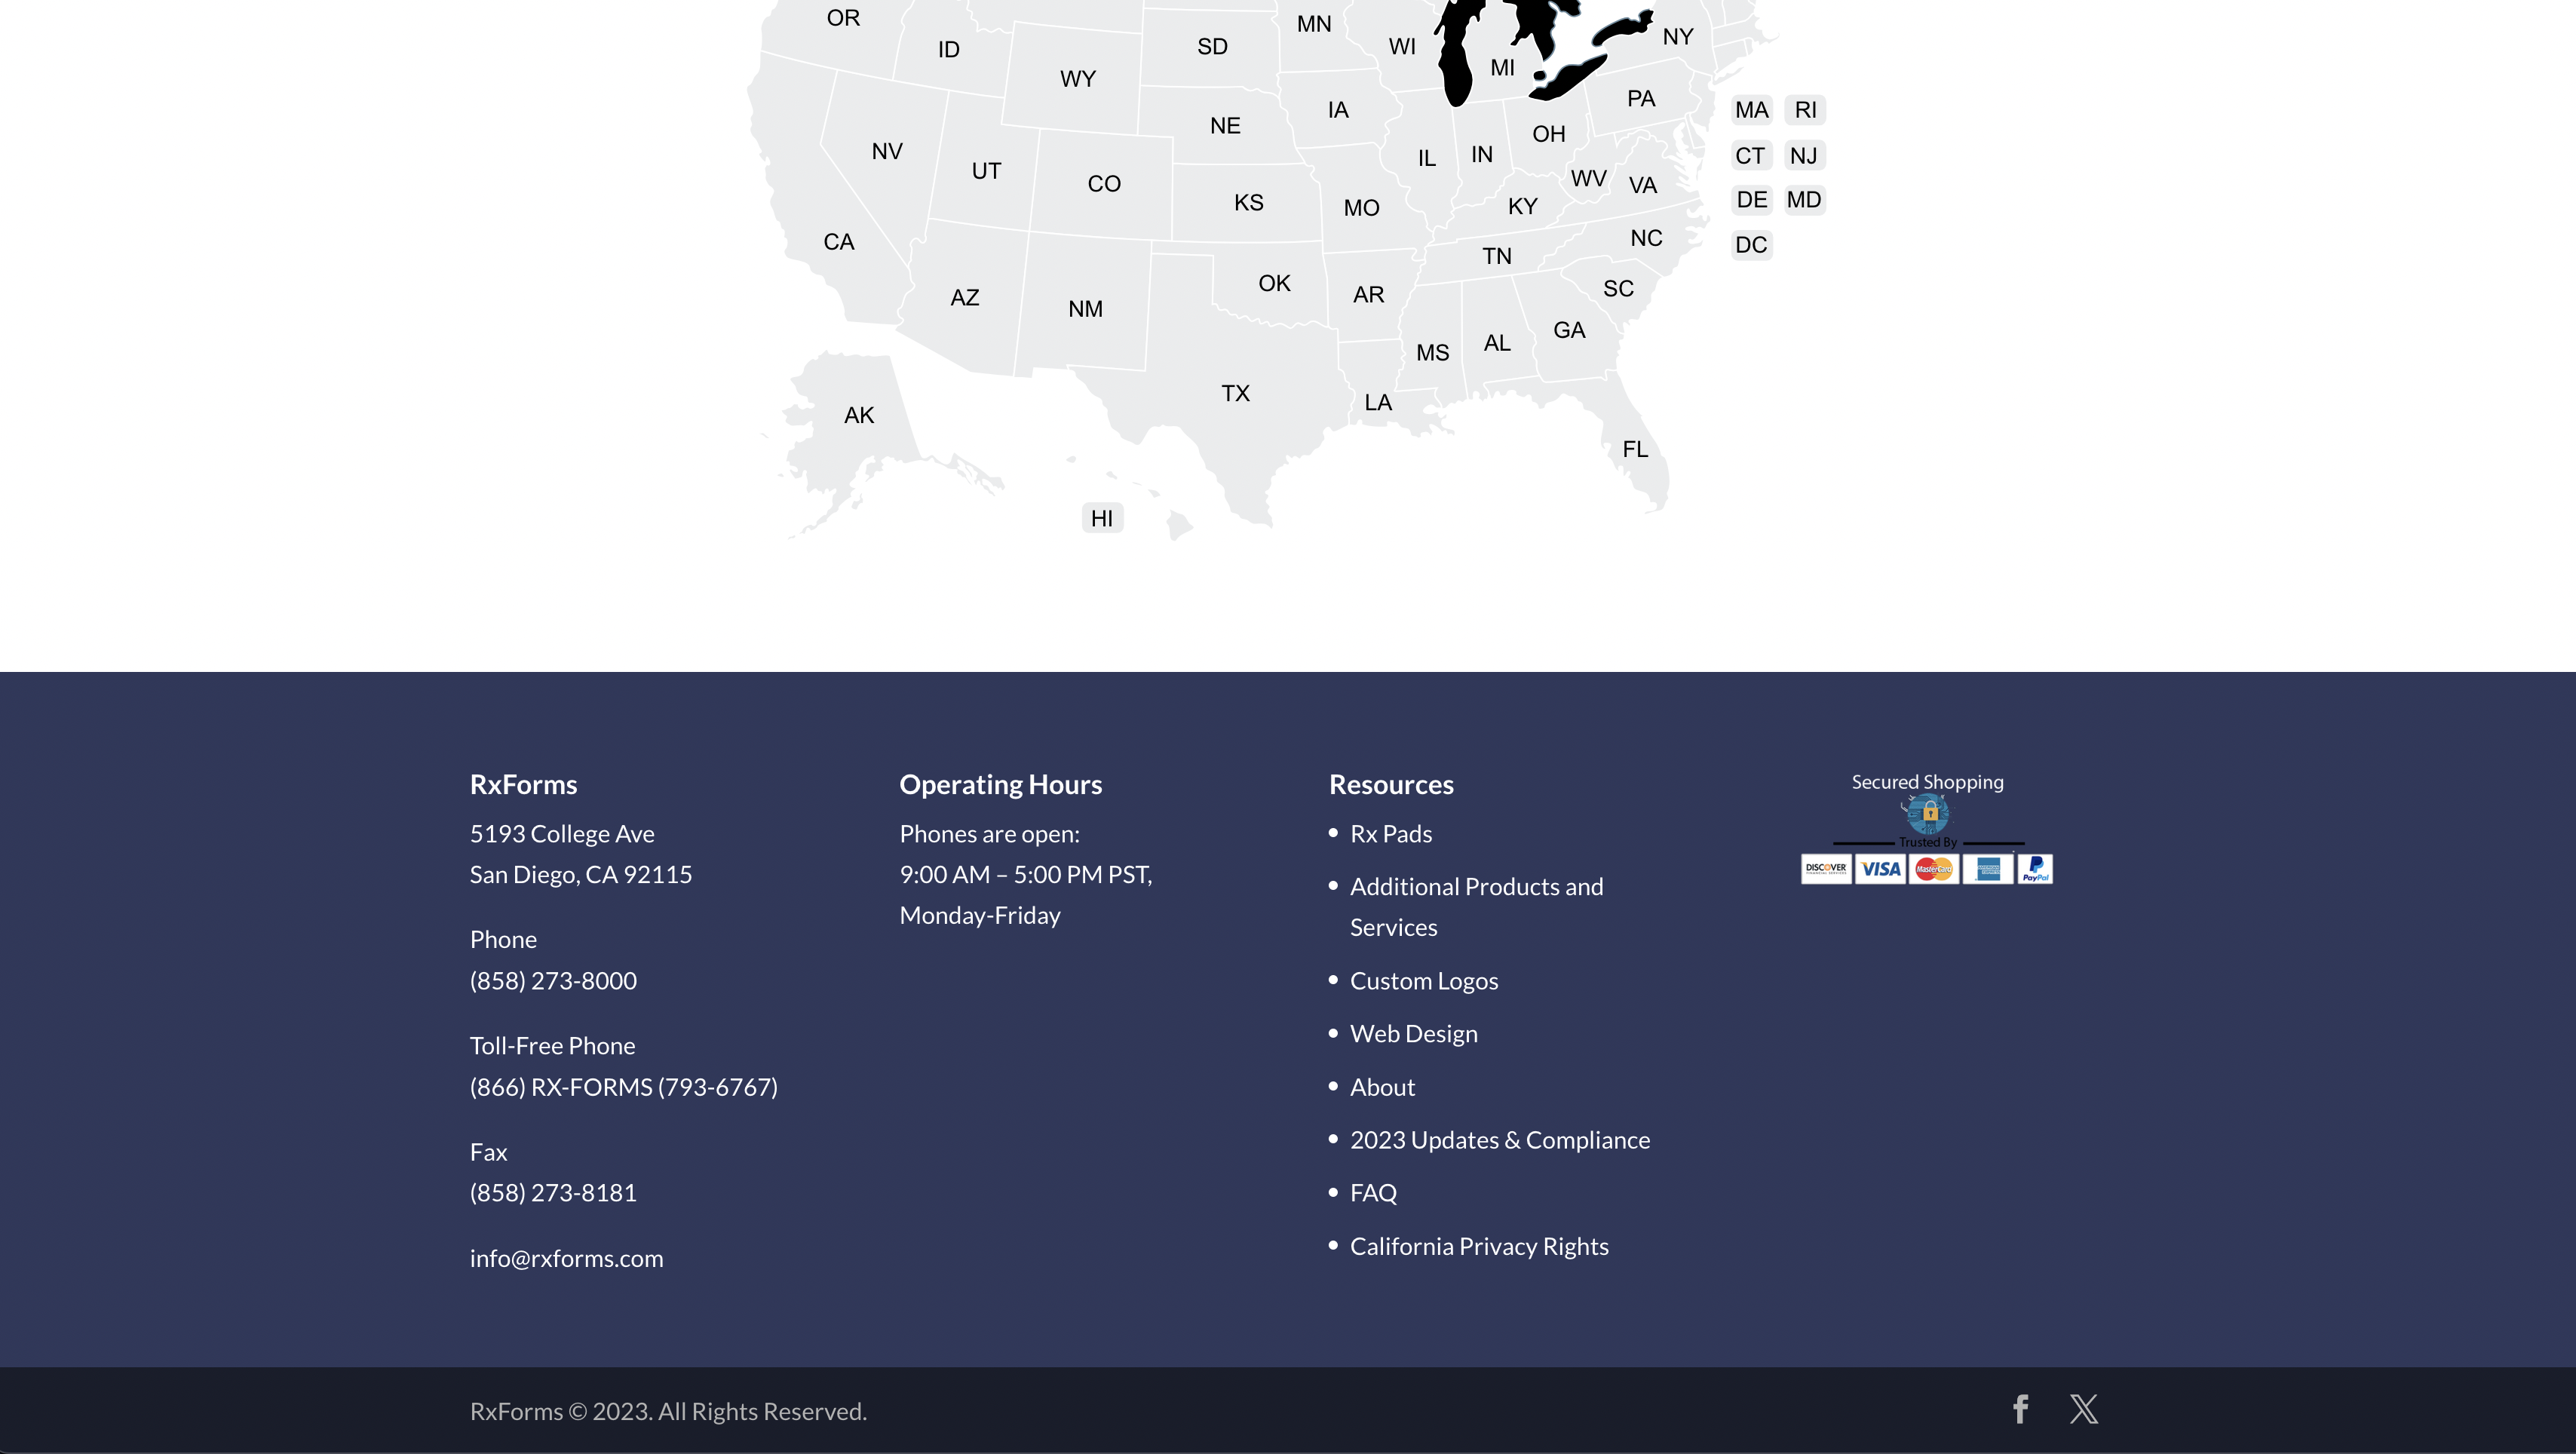 OR
MN
NY
ID
SD
WI
MI
WY
PA
IA
MA RI
NE
OH
NV
IL
IN
CT NJ
UT
CO
WV
VA
KS
MO
KY
DE MD
CA
NC
DC
TN
OK
AZ
AR
SC
NM
GA
MS
AL
TX
LA
AK
FL
HI
RxForms
5193 College Ave
San Diego, CA 92115
Phone
(858) 273-8000
Toll-Free Phone
(866) RX-FORMS (793-6767)
Fax
(858) 273-8181
info@rxforms.com
Operating Hours
Phones are open:
9:00 AM – 5:00 PM PST,
Monday-Friday
Resources
Rx Pads
Additional Products and
Services
Custom Logos
Web Design
About
2023 Updates & Compliance
FAQ
California Privacy Rights
Secured Shopping
Trusted By
DISCOVER VISA MasterCard PayPal
RxForms © 2023. All Rights Reserved.